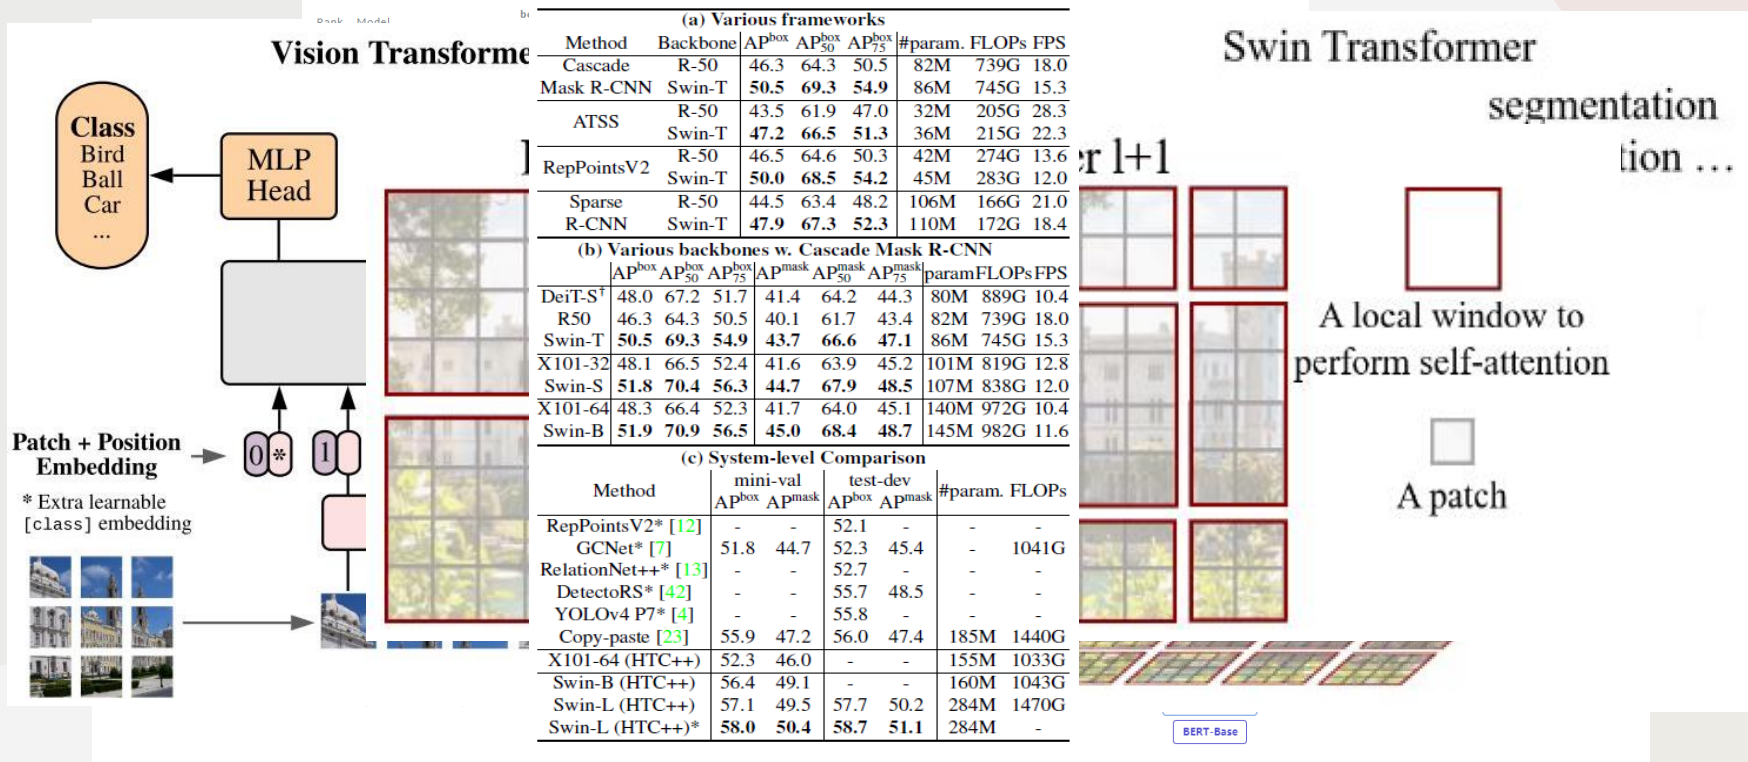 Rank Model
Vision Transforme
Class
Bird
Ball
Car
...
MLP
Head
Patch + Position
Embedding
0 *
1
* Extra learnable
[class] embedding
(a) Various frameworks
Method Backbone AP^box AP^box_50 AP^box_75 #param. FLOPs FPS
Cascade R-50 46.3 64.3 50.5 82M 739G 18.0
Mask R-CNN Swin-T 50.5 69.3 54.9 86M 745G 15.3
ATSS R-50 43.5 61.9 47.0 32M 205G 28.3
Swin-T 47.2 66.5 51.3 36M 215G 22.3
RepPointsV2 R-50 46.5 64.6 50.3 42M 274G 13.6
Swin-T 50.0 68.5 54.2 45M 283G 12.0
Sparse R-50 44.5 63.4 48.2 106M 166G 21.0
R-CNN Swin-T 47.9 67.3 52.3 110M 172G 18.4
(b) Various backbones w. Cascade Mask R-CNN
AP^box AP^box_50 AP^box_75 AP^mask AP^mask_50 AP^mask_75 param FLOPs FPS
DeiT-S† 48.0 67.2 51.7 41.4 64.2 44.3 80M 889G 10.4
R50 46.3 64.3 50.5 40.1 61.7 43.4 82M 739G 18.0
Swin-T 50.5 69.3 54.9 43.7 66.6 47.1 86M 745G 15.3
X101-32 48.1 66.5 52.4 41.6 63.9 45.2 101M 819G 12.8
Swin-S 51.8 70.4 56.3 44.7 67.9 48.5 107M 838G 12.0
X101-64 48.3 66.4 52.3 41.7 64.0 45.1 140M 972G 10.4
Swin-B 51.9 70.9 56.5 45.0 68.4 48.7 145M 982G 11.6
(c) System-level Comparison
Method mini-val test-dev #param. FLOPs
AP^box AP^mask AP^box AP^mask
RepPointsV2* [12] - - 52.1 - - -
GCNet* [7] 51.8 44.7 52.3 45.4 - 1041G
RelationNet++* [13] - - 52.7 - - -
DetectoRS* [42] - - 55.7 48.5 - -
YOLOv4 P7* [4] - - 55.8 - - -
Copy-paste [23] 55.9 47.2 56.0 47.4 185M 1440G
X101-64 (HTC++) 52.3 46.0 - - 155M 1033G
Swin-B (HTC++) 56.4 49.1 - - 160M 1043G
Swin-L (HTC++) 57.1 49.5 57.7 50.2 284M 1470G
Swin-L (HTC++)* 58.0 50.4 58.7 51.1 284M -
Swin Transformer
segmentation
tion ...
r l+1
A local window to
perform self-attention
A patch
BERT-Base